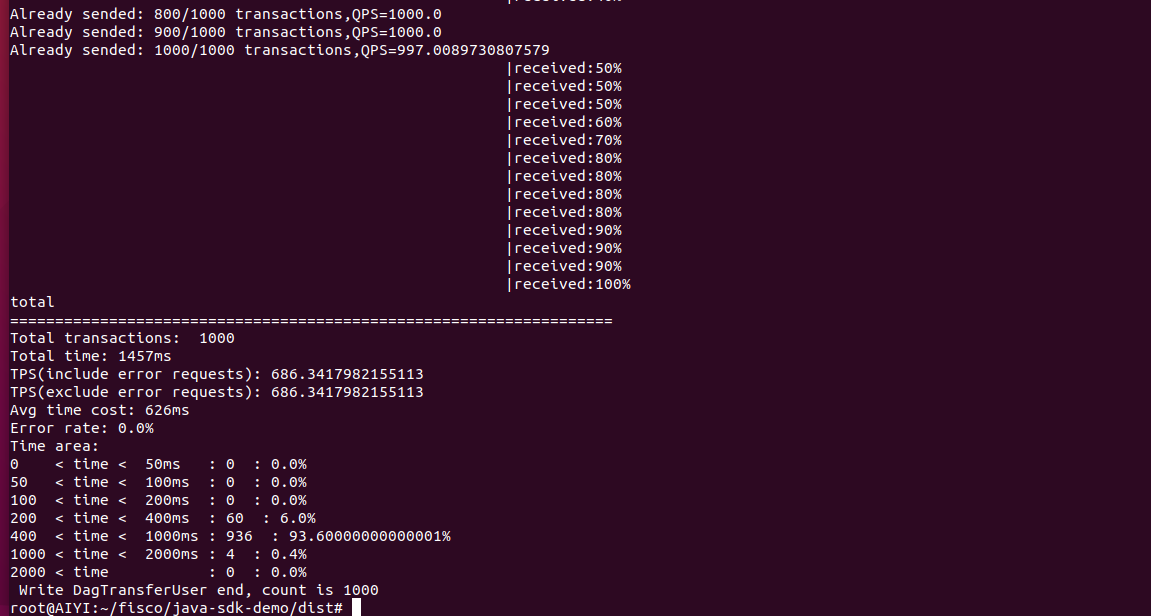 Already sended: 800/1000 transactions,QPS=1000.0
Already sended: 900/1000 transactions,QPS=1000.0
Already sended: 1000/1000 transactions,QPS=997.0089730807579
|received:50%
|received:50%
|received:50%
|received:60%
|received:70%
|received:80%
|received:80%
|received:80%
|received:80%
|received:90%
|received:90%
|received:90%
|received:100%
total
===================================================================
Total transactions:  1000
Total time: 1457ms
TPS(include error requests): 686.3417982155113
TPS(exclude error requests): 686.3417982155113
Avg time cost: 626ms
Error rate: 0.0%
Time area:
0    < time <  50ms   : 0  : 0.0%
50   < time <  100ms  : 0  : 0.0%
100  < time <  200ms  : 0  : 0.0%
200  < time <  400ms  : 60  : 6.0%
400  < time <  1000ms : 936  : 93.60000000000001%
1000 < time <  2000ms : 4  : 0.4%
2000 < time           : 0  : 0.0%
 Write DagTransferUser end, count is 1000
root@AIYI:~/fisco/java-sdk-demo/dist#